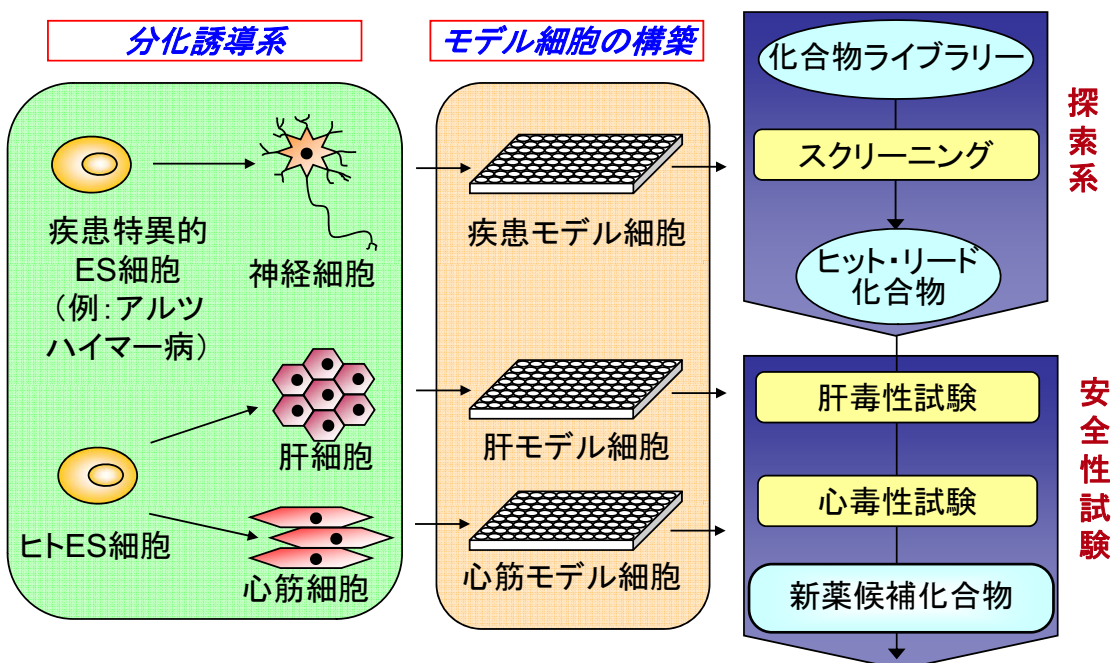 分化誘導系
モデル細胞の構築
疾患特異的
ES細胞
(例:アルツ
ハイマー病)
神経細胞
肝細胞
ヒトES細胞
心筋細胞
疾患モデル細胞
肝モデル細胞
心筋モデル細胞
化合物ライブラリー
スクリーニング
ヒット・リード
化合物
探索系
肝毒性試験
心毒性試験
新薬候補化合物
安全性試験